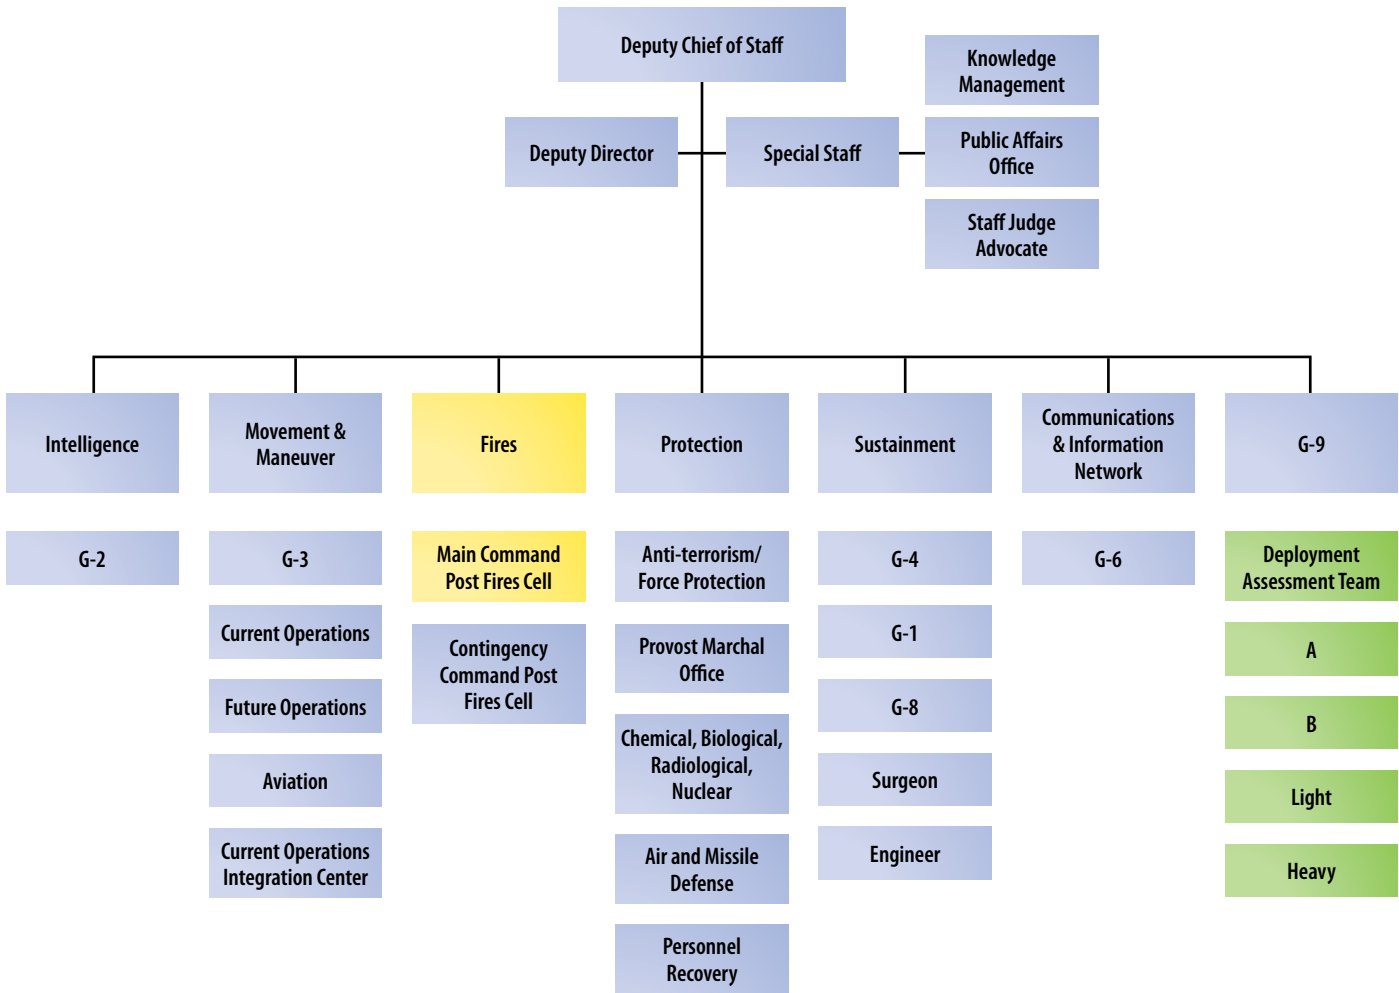 Deputy Chief of Staff
Knowledge
Management
Deputy Director
Special Staff
Public Affairs
Office
Staff Judge
Advocate
Intelligence
Movement &
Maneuver
Fires
Protection
Sustainment
Communications
& Information
Network
G-9
G-2
G-3
Current Operations
Future Operations
Aviation
Current Operations
Integration Center
Main Command
Post Fires Cell
Contingency
Command Post
Fires Cell
Anti-terrorism/
Force Protection
Provost Marchal
Office
Chemical, Biological,
Radiological,
Nuclear
Air and Missile
Defense
Personnel
Recovery
G-4
G-1
G-8
Surgeon
Engineer
G-6
Deployment
Assessment Team
A
B
Light
Heavy